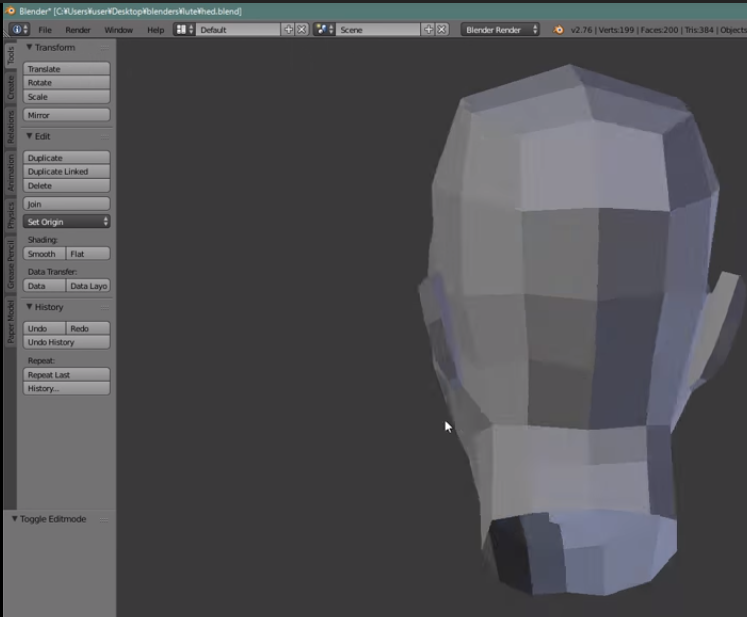 Blender* [C:¥Users¥user¥Desktop¥blenders¥lute¥hed.blend]
File Render Window Help Default Scene Blender Render v2.76 | Verts:199 | Faces:200 | Tris:384 | Objects
Tools
Create
Relations
Animation
Physics
Grease Pencil
Paper Model
Transform
Translate
Rotate
Scale
Mirror
Edit
Duplicate
Duplicate Linked
Delete
Join
Set Origin
Shading:
Smooth Flat
Data Transfer:
Data Data Layo
History
Undo Redo
Undo History
Repeat:
Repeat Last
History...
Toggle Editmode